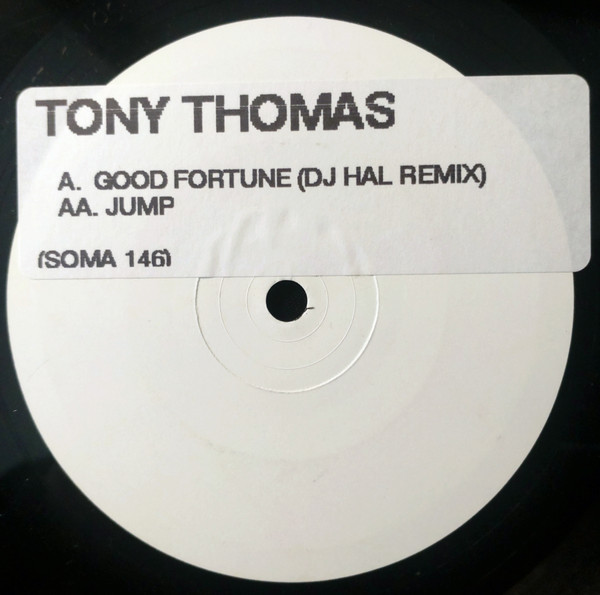 TONY THOMAS
A. GOOD FORTUNE (DJ HAL REMIX)
AA. JUMP
(SOMA 146)